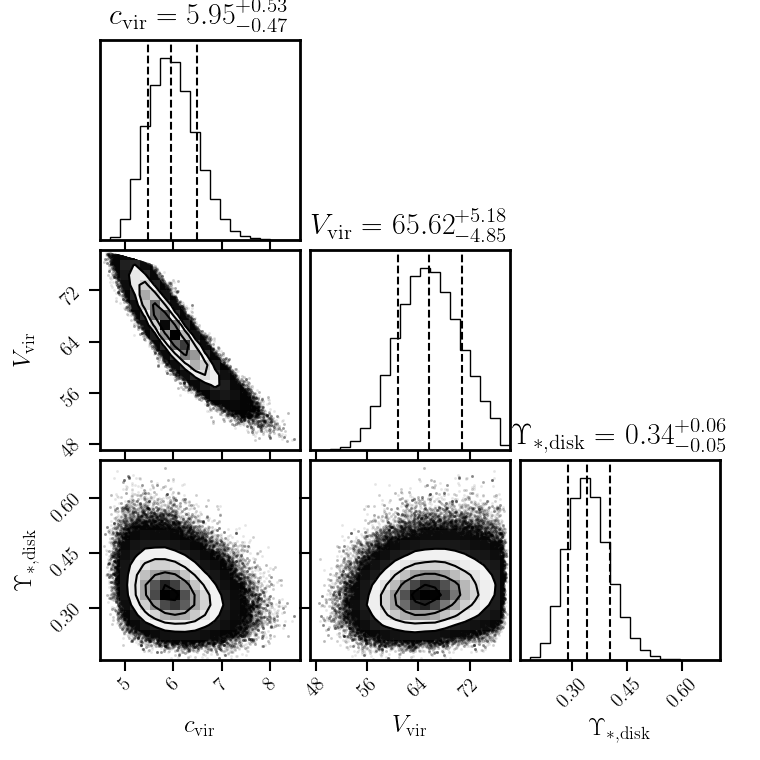 c_vir = 5.95^{+0.53}_{-0.47}
V_vir = 65.62^{+5.18}_{-4.85}
72
64
56
48
V_vir
ϒ_{*,disk} = 0.34^{+0.06}_{-0.05}
0.60
0.45
0.30
ϒ_{*,disk}
5 6 7 8
48 56 64 72
0.30 0.45 0.60
c_vir
V_vir
ϒ_{*,disk}